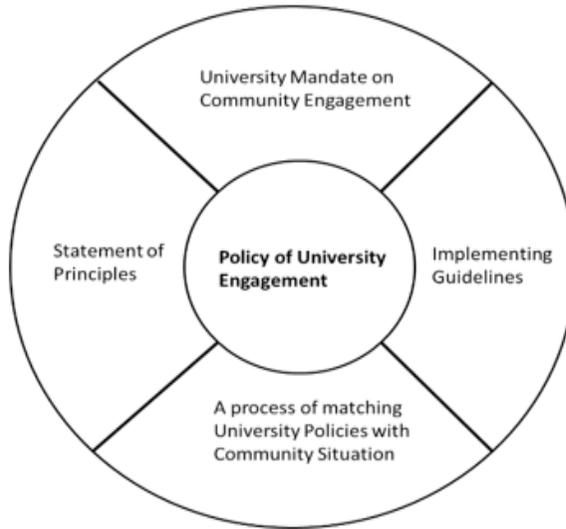 University Mandate on
Community Engagement
Statement of
Principles
Policy of University
Engagement
Implementing
Guidelines
A process of matching
University Policies with
Community Situation